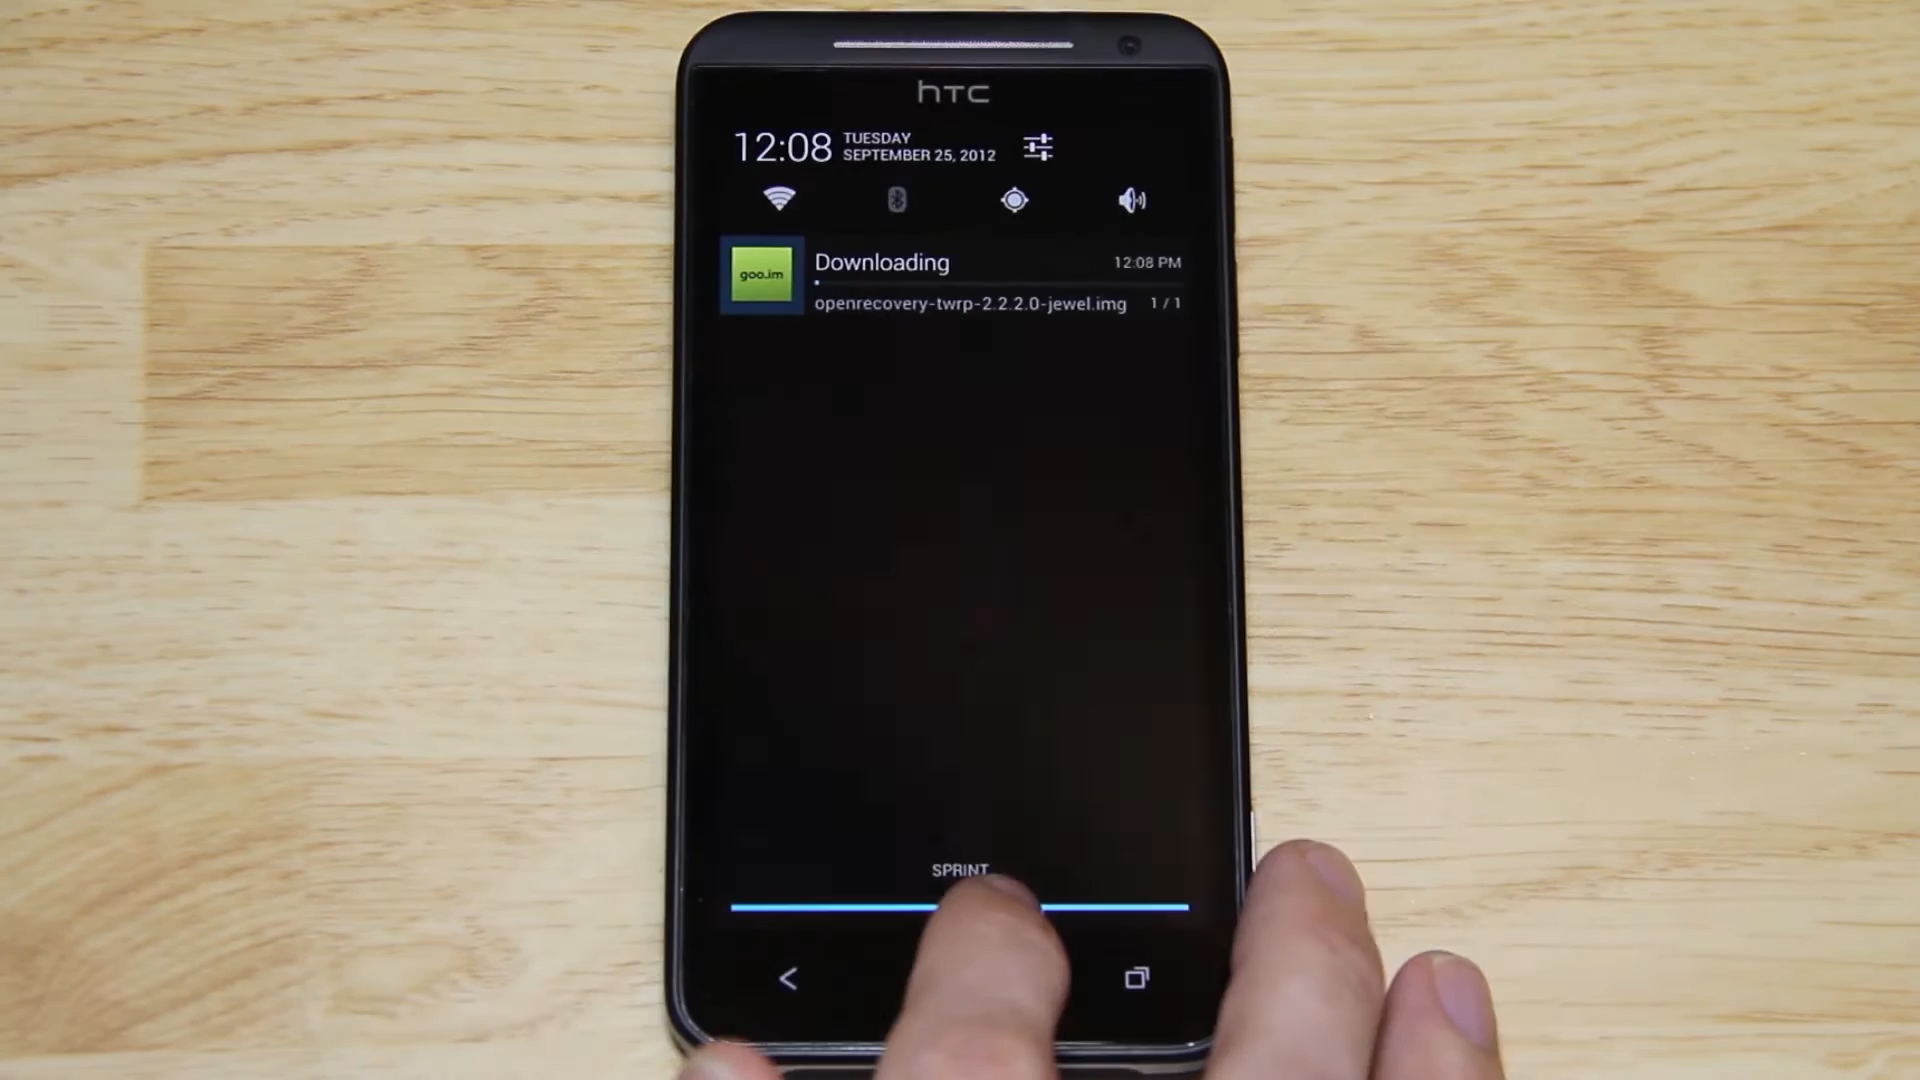 hTC
12:08
TUESDAY
SEPTEMBER 25, 2012
goo.im
Downloading
12:08 PM
openrecovery-twrp-2.2.2.0-jewel.img
1 / 1
SPRINT